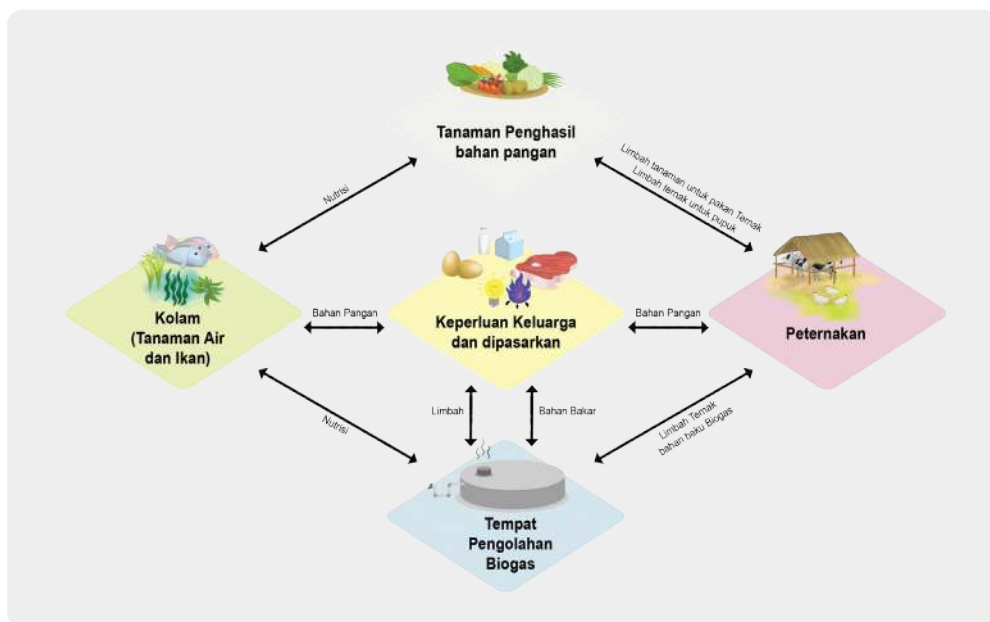 Tanaman Penghasil
bahan pangan
Nutrisi
Limbah tanaman untuk pakan Ternak
Limbah ternak untuk pupuk
Kolam
(Tanaman Air
dan Ikan)
Bahan Pangan
Keperluan Keluarga
dan dipasarkan
Bahan Pangan
Peternakan
Nutrisi
Limbah
Bahan Bakar
Limbah Ternak
bahan baku Biogas
Tempat
Pengolahan
Biogas